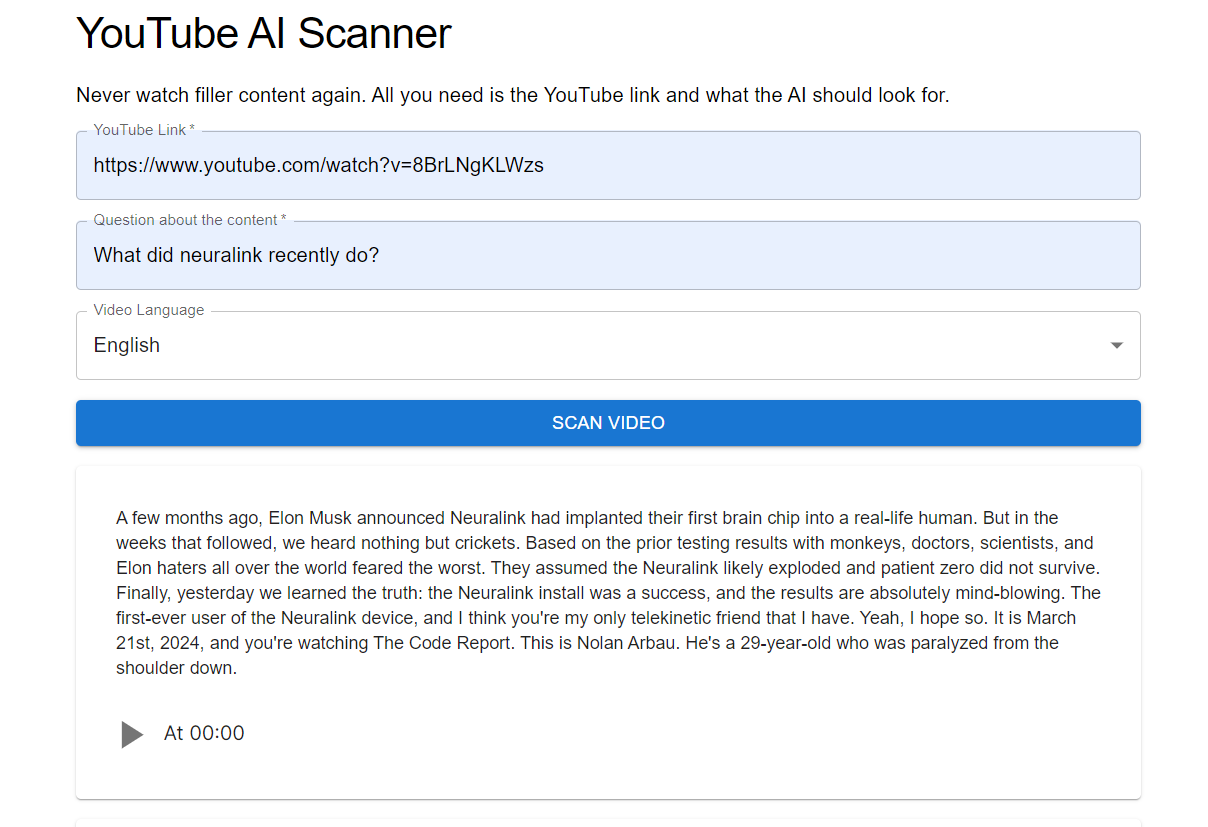 YouTube AI Scanner
Never watch filler content again. All you need is the YouTube link and what the AI should look for.
YouTube Link *
https://www.youtube.com/watch?v=8BrLNgKLWzs
Question about the content *
What did neuralink recently do?
Video Language
English
SCAN VIDEO
A few months ago, Elon Musk announced Neuralink had implanted their first brain chip into a real-life human. But in the
weeks that followed, we heard nothing but crickets. Based on the prior testing results with monkeys, doctors, scientists, and
Elon haters all over the world feared the worst. They assumed the Neuralink likely exploded and patient zero did not survive.
Finally, yesterday we learned the truth: the Neuralink install was a success, and the results are absolutely mind-blowing. The
first-ever user of the Neuralink device, and I think you're my only telekinetic friend that I have. Yeah, I hope so. It is March
21st, 2024, and you're watching The Code Report. This is Nolan Arbau. He's a 29-year-old who was paralyzed from the
shoulder down.
At 00:00